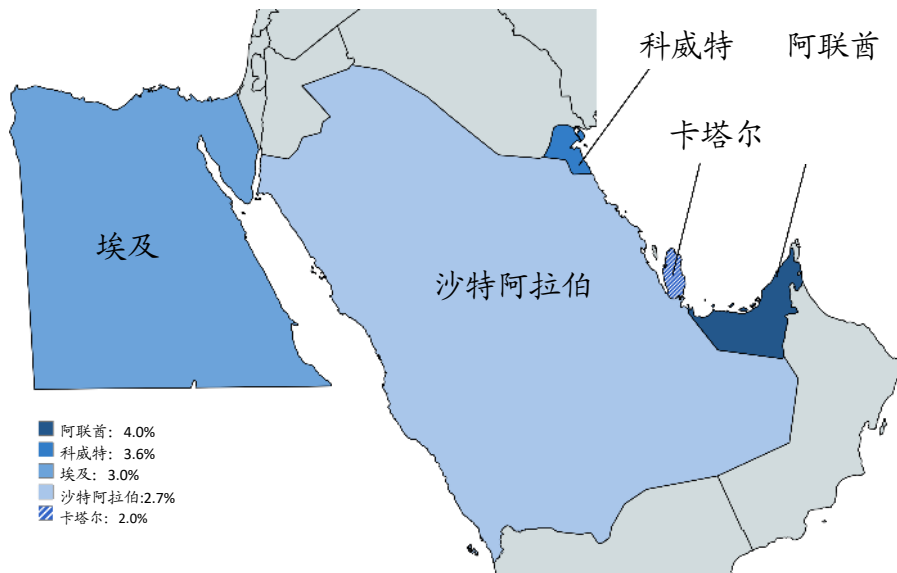 科威特
阿联酋
卡塔尔
埃及
沙特阿拉伯
阿联酋：4.0%
科威特：3.6%
埃及：3.0%
沙特阿拉伯:2.7%
卡塔尔：2.0%